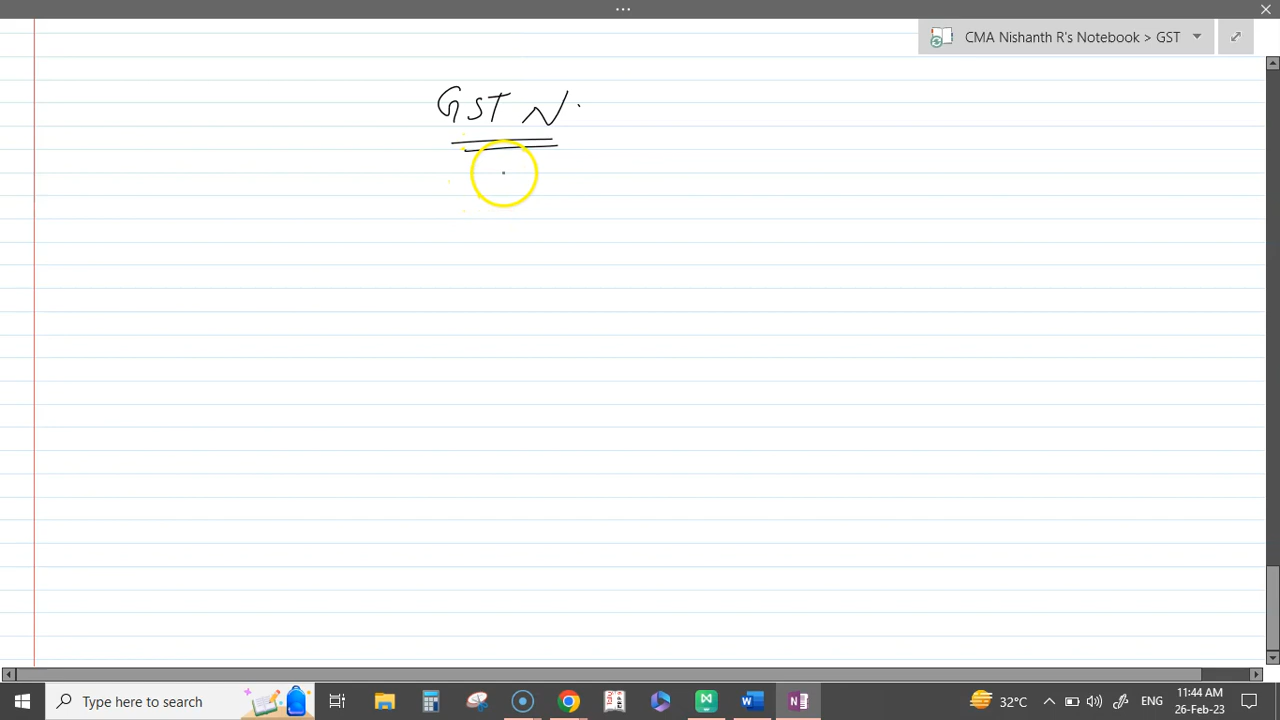 CMA Nishanth R's Notebook > GST
GST N.
Type here to search
32°C
ENG
11:44 AM
26-Feb-23